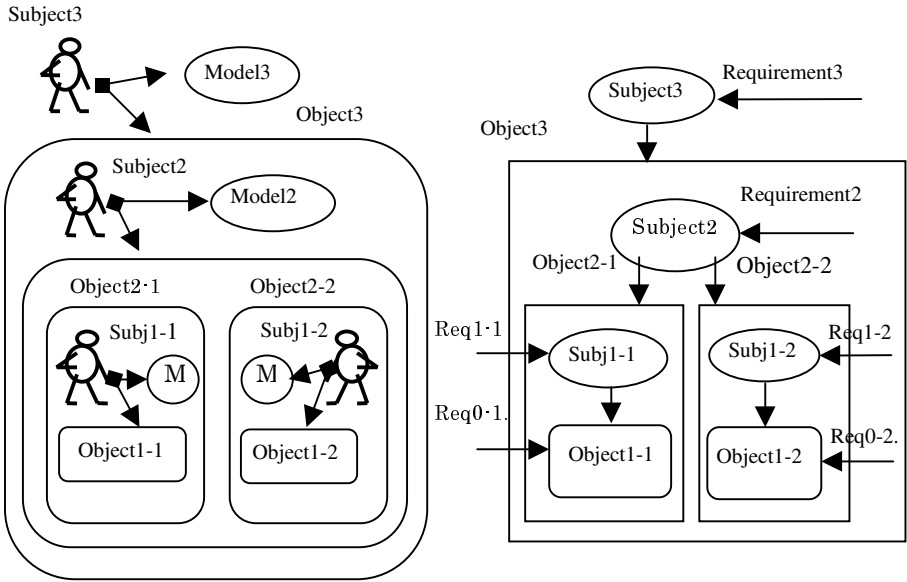 Subject3
Model3
Object3
Subject2
Model2
Object2-1
Object2-2
Subj1-1
Subj1-2
M
M
Object1-1
Object1-2
Subject3
Requirement3
Object3
Requirement2
Subject2
Object2-1
Object2-2
Req1-1
Subj1-1
Subj1-2
Req1-2
Req0-1.
Object1-1
Object1-2
Req0-2.